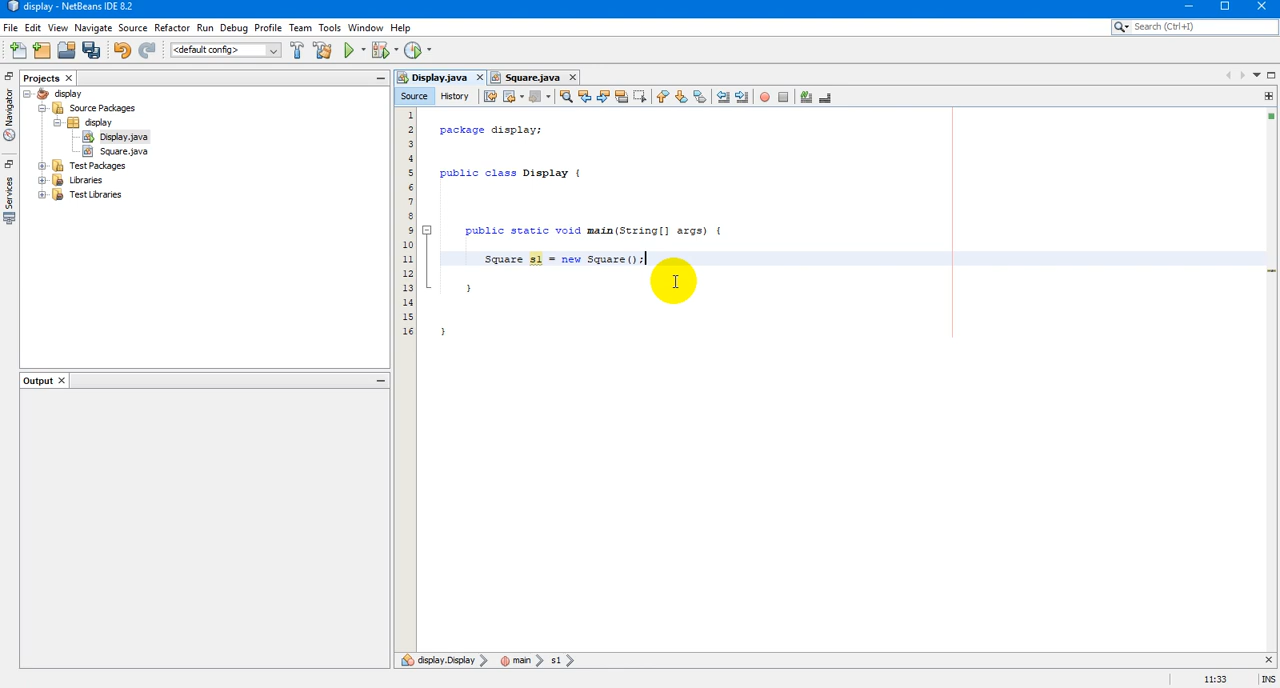 display - NetBeans IDE 8.2
File Edit View Navigate Source Refactor Run Debug Profile Team Tools Window Help
Search (Ctrl+I)
<default config>
Projects
display
Source Packages
display
Display.java
Square.java
Test Packages
Libraries
Test Libraries
Navigator
Services
Output
Display.java Square.java
Source History
1
2 package display;
3
4
5 public class Display {
6
7
8
9 public static void main(String[] args) {
10
11 Square s1 = new Square();
12
13 }
14
15
16 }
display.Display main s1
11:33 INS